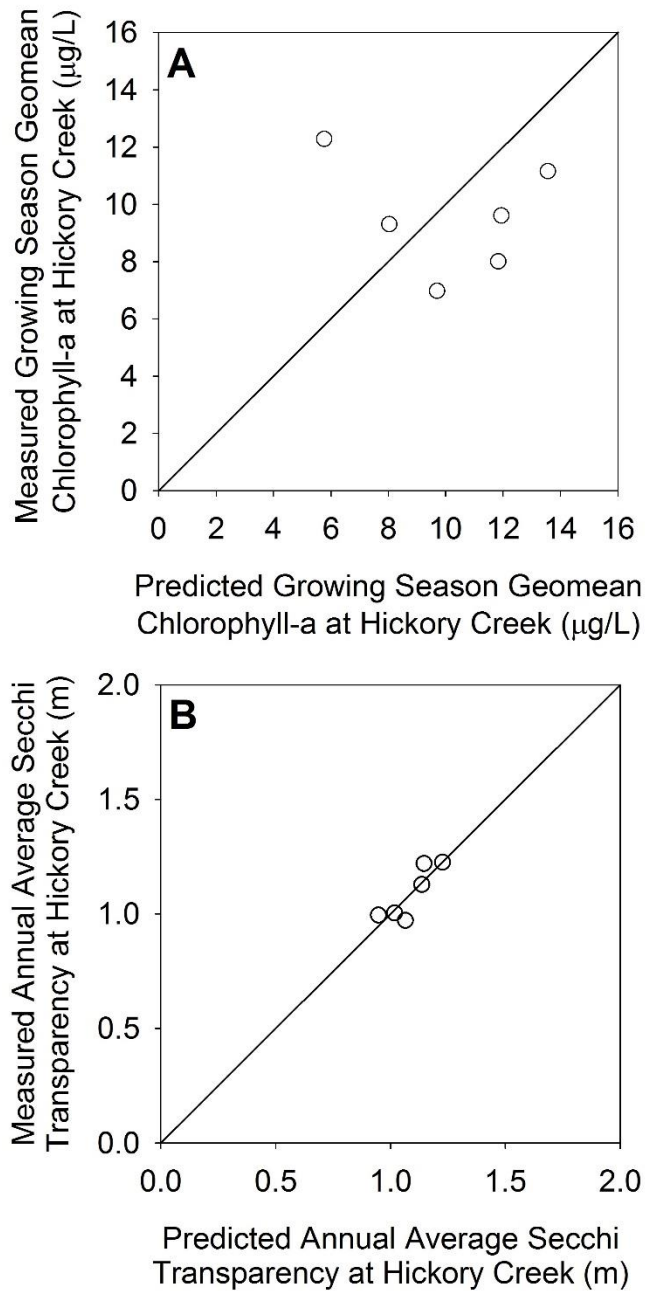 Measured Growing Season Geomean
Chlorophyll-a at Hickory Creek (μg/L)
A
16
14
12
10
8
6
4
2
0
0 2 4 6 8 10 12 14 16
Predicted Growing Season Geomean
Chlorophyll-a at Hickory Creek (μg/L)
Measured Annual Average Secchi
Transparency at Hickory Creek (m)
B
2.0
1.5
1.0
0.5
0.0
0.0 0.5 1.0 1.5 2.0
Predicted Annual Average Secchi
Transparency at Hickory Creek (m)